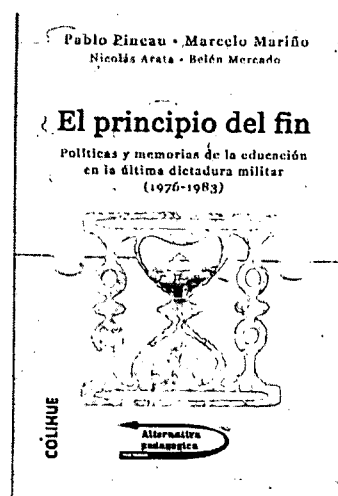 Pablo Pineau • Marcelo Mariño
Nicolás Arata • Belén Mercado
El principio del fin
Políticas y memorias de la educación
en la última dictadura militar
(1976-1983)
COLIHUE
Alternativa
pedagógica